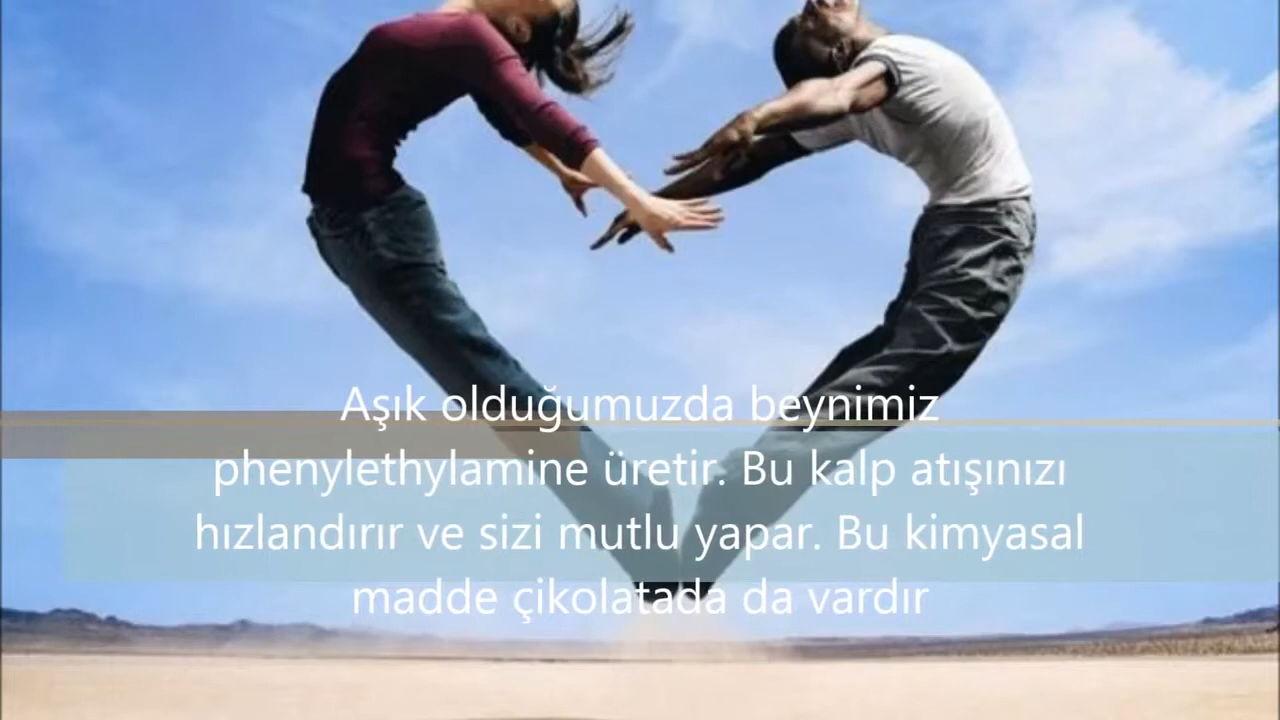 Aşık olduğumuzda beynimiz
phenylethylamine üretir. Bu kalp atışınızı
hızlandırır ve sizi mutlu yapar. Bu kimyasal
madde çikolatada da vardır